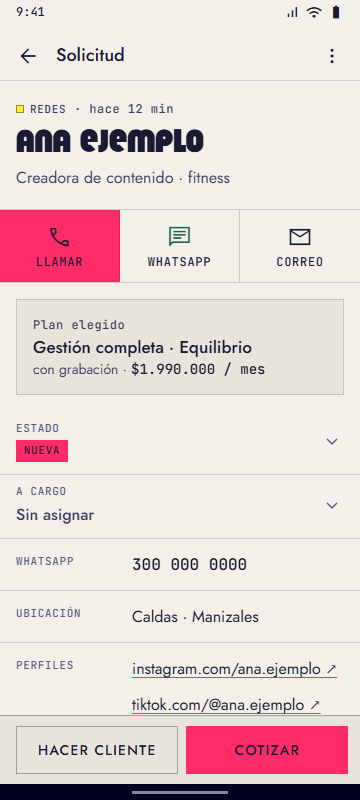 9:41
Solicitud
REDES · hace 12 min
ANA EJEMPLO
Creadora de contenido · fitness
LLAMAR
WHATSAPP
CORREO
Plan elegido
Gestión completa · Equilibrio
con grabación · $1.990.000 / mes
ESTADO
NUEVA
A CARGO
Sin asignar
WHATSAPP
300 000 0000
UBICACIÓN
Caldas · Manizales
PERFILES
instagram.com/ana.ejemplo ↗
tiktok.com/@ana.ejemplo ↗
HACER CLIENTE
COTIZAR